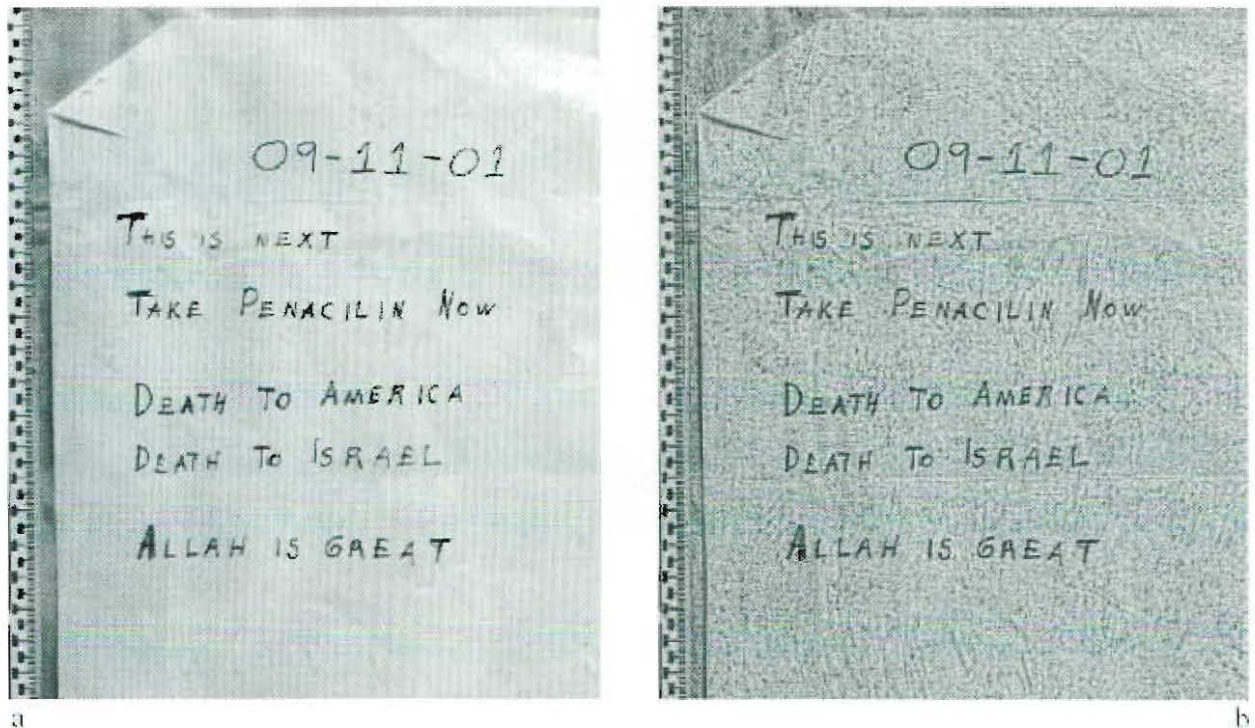 09-11-01
THIS IS NEXT
TAKE PENACILIN NOW
DEATH TO AMERICA
DEATH TO ISRAEL
ALLAH IS GREAT
09-11-01
THIS IS NEXT
TAKE PENACILIN NOW
DEATH TO AMERICA
DEATH TO ISRAEL
ALLAH IS GREAT
a
b